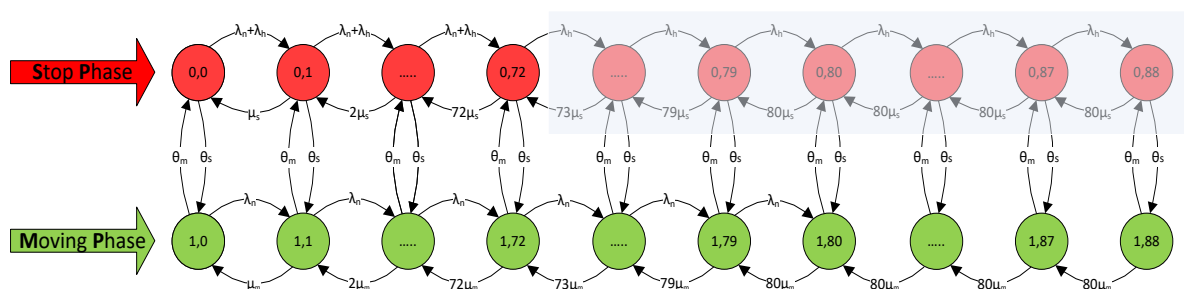 λn+λh λn+λh λn+λh λh λh λh λh λh λh
Stop Phase 0,0 0,1 ..... 0,72 ..... 0,79 0,80 ..... 0,87 0,88
μs 2μs 72μs 73μs 79μs 80μs 80μs 80μs 80μs
θm θs θm θs θm θs θm θs θm θs θm θs θm θs θm θs θm θs θm θs
λn λn λn λn λn λn
Moving Phase 1,0 1,1 ..... 1,72 ..... 1,79 1,80 ..... 1,87 1,88
μm 2μm 72μm 73μm 79μm 80μm 80μm 80μm 80μm